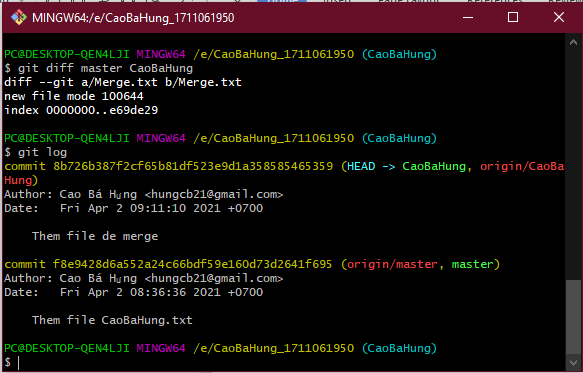 MINGW64:/e/CaoBaHung_1711061950
PC@DESKTOP-QEN4LJI MINGW64 /e/CaoBaHung_1711061950 (CaoBaHung)
$ git diff master CaoBaHung
diff --git a/Merge.txt b/Merge.txt
new file mode 100644
index 0000000..e69de29
PC@DESKTOP-QEN4LJI MINGW64 /e/CaoBaHung_1711061950 (CaoBaHung)
$ git log
commit 8b726b387f2cf65b81df523e9d1a358585465359 (HEAD -> CaoBaHung, origin/CaoBa
Hung)
Author: Cao Bá Hưng <hungcb21@gmail.com>
Date:   Fri Apr 2 09:11:10 2021 +0700
    Them file de merge
commit f8e9428d6a552a24c66bdf59e160d73d2641f695 (origin/master, master)
Author: Cao Bá Hưng <hungcb21@gmail.com>
Date:   Fri Apr 2 08:36:36 2021 +0700
    Them file CaoBaHung.txt
PC@DESKTOP-QEN4LJI MINGW64 /e/CaoBaHung_1711061950 (CaoBaHung)
$